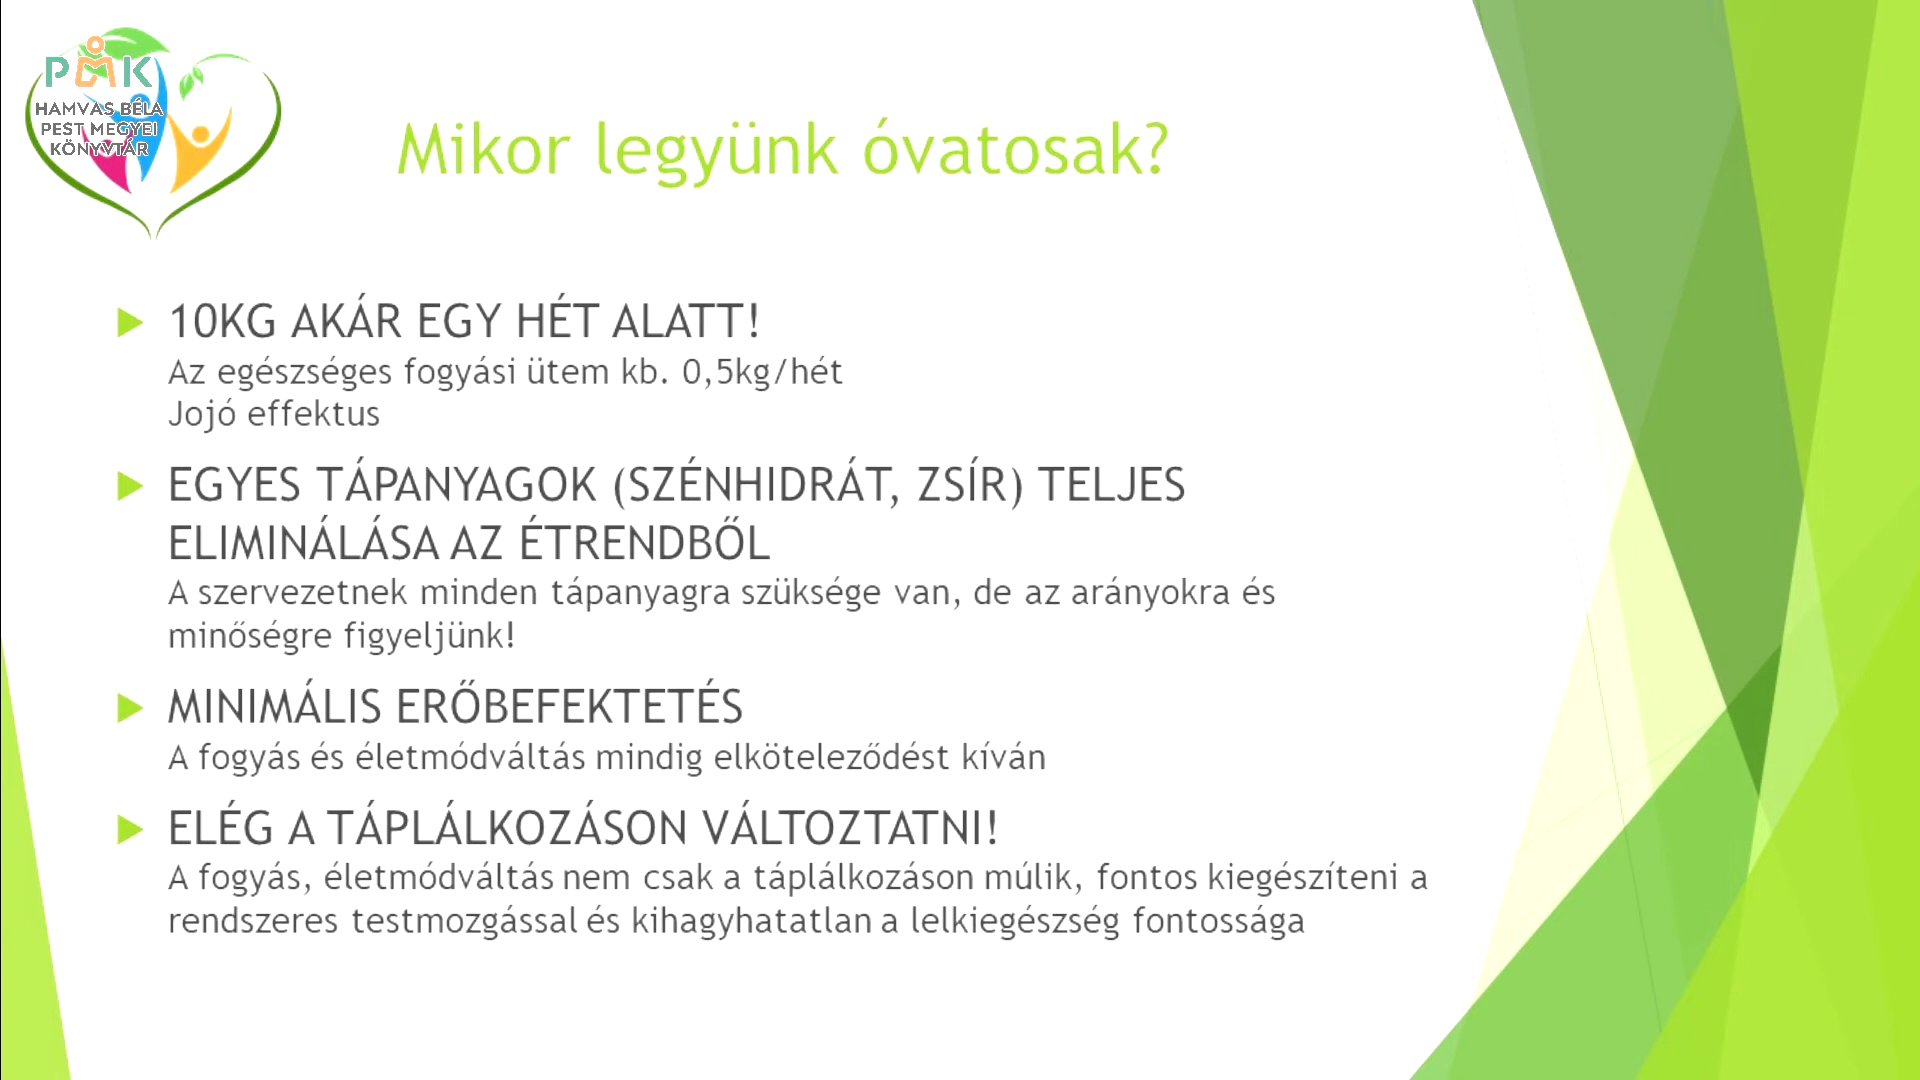 PMK
HAMVAS BÉLA
PEST MEGYEI
KÖNYVTÁR
Mikor legyünk óvatosak?
10KG AKÁR EGY HÉT ALATT!
Az egészséges fogyási ütem kb. 0,5kg/hét
Jojó effektus
EGYES TÁPANYAGOK (SZÉNHIDRÁT, ZSÍR) TELJES
ELIMINÁLÁSA AZ ÉTRENDBŐL
A szervezetnek minden tápanyagra szüksége van, de az arányokra és
minőségre figyeljünk!
MINIMÁLIS ERŐBEFEKTETÉS
A fogyás és életmódváltás mindig elköteleződést kíván
ELÉG A TÁPLÁLKOZÁSON VÁLTOZTATNI!
A fogyás, életmódváltás nem csak a táplálkozáson múlik, fontos kiegészíteni a
rendszeres testmozgással és kihagyhatatlan a lelkiegészség fontossága